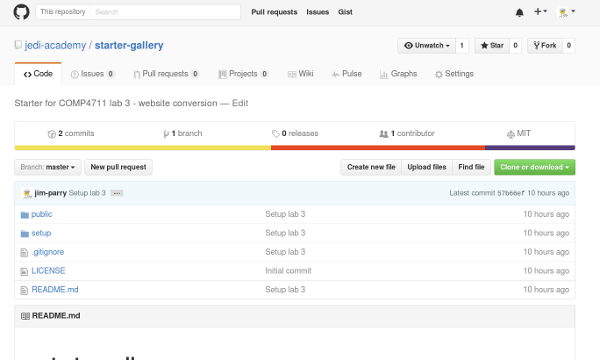 This repository Search Pull requests Issues Gist
jedi-academy / starter-gallery Unwatch 1 Star 0 Fork 0
Code Issues 0 Pull requests 0 Projects 0 Wiki Pulse Graphs Settings
Starter for COMP4711 lab 3 - website conversion — Edit
2 commits 1 branch 0 releases 1 contributor MIT
Branch: master New pull request Create new file Upload files Find file Clone or download
jim-parry Setup lab 3 Latest commit 57b66ef 10 hours ago
public Setup lab 3 10 hours ago
setup Setup lab 3 10 hours ago
.gitignore Setup lab 3 10 hours ago
LICENSE Initial commit 10 hours ago
README.md Setup lab 3 10 hours ago
README.md